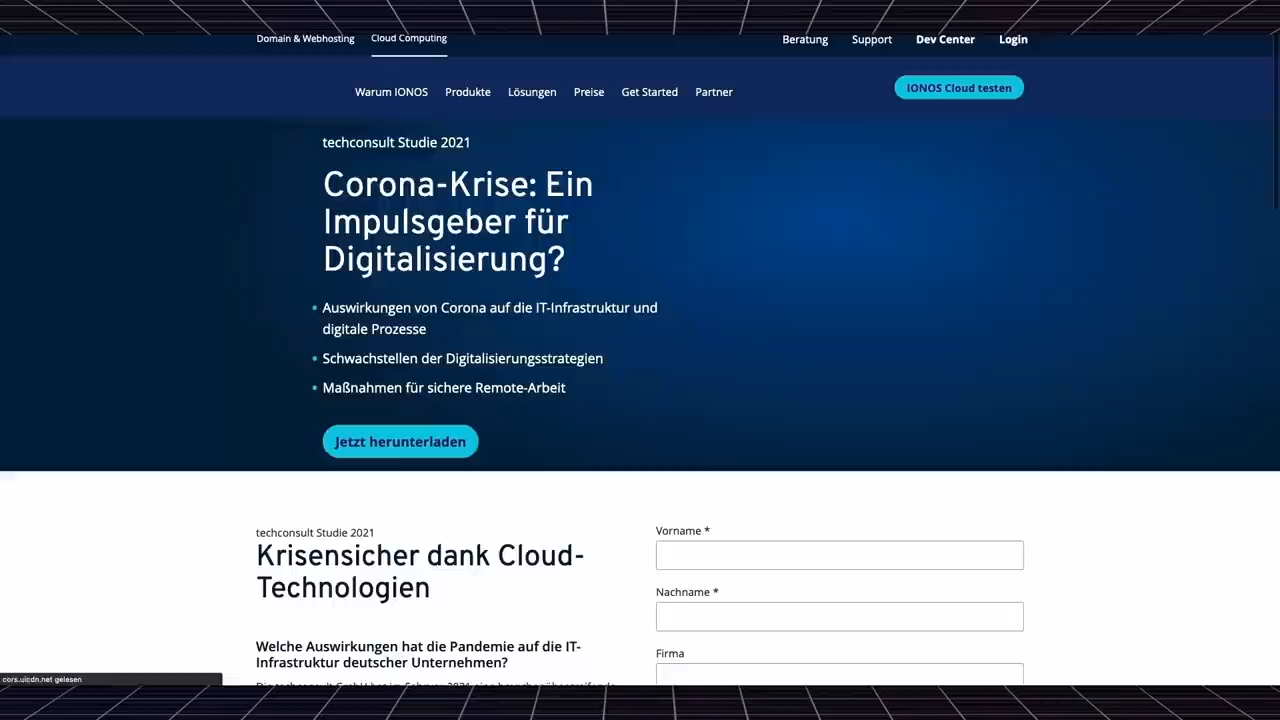 Domain & Webhosting
Cloud Computing
Beratung
Support
Dev Center
Login
Warum IONOS
Produkte
Lösungen
Preise
Get Started
Partner
IONOS Cloud testen
techconsult Studie 2021
Corona-Krise: Ein
Impulsgeber für
Digitalisierung?
• Auswirkungen von Corona auf die IT-Infrastruktur und
digitale Prozesse
• Schwachstellen der Digitalisierungsstrategien
• Maßnahmen für sichere Remote-Arbeit
Jetzt herunterladen
techconsult Studie 2021
Krisensicher dank Cloud-
Technologien
Welche Auswirkungen hat die Pandemie auf die IT-
Infrastruktur deutscher Unternehmen?
Vorname *
Nachname *
Firma
cors.uicdn.net gelesen